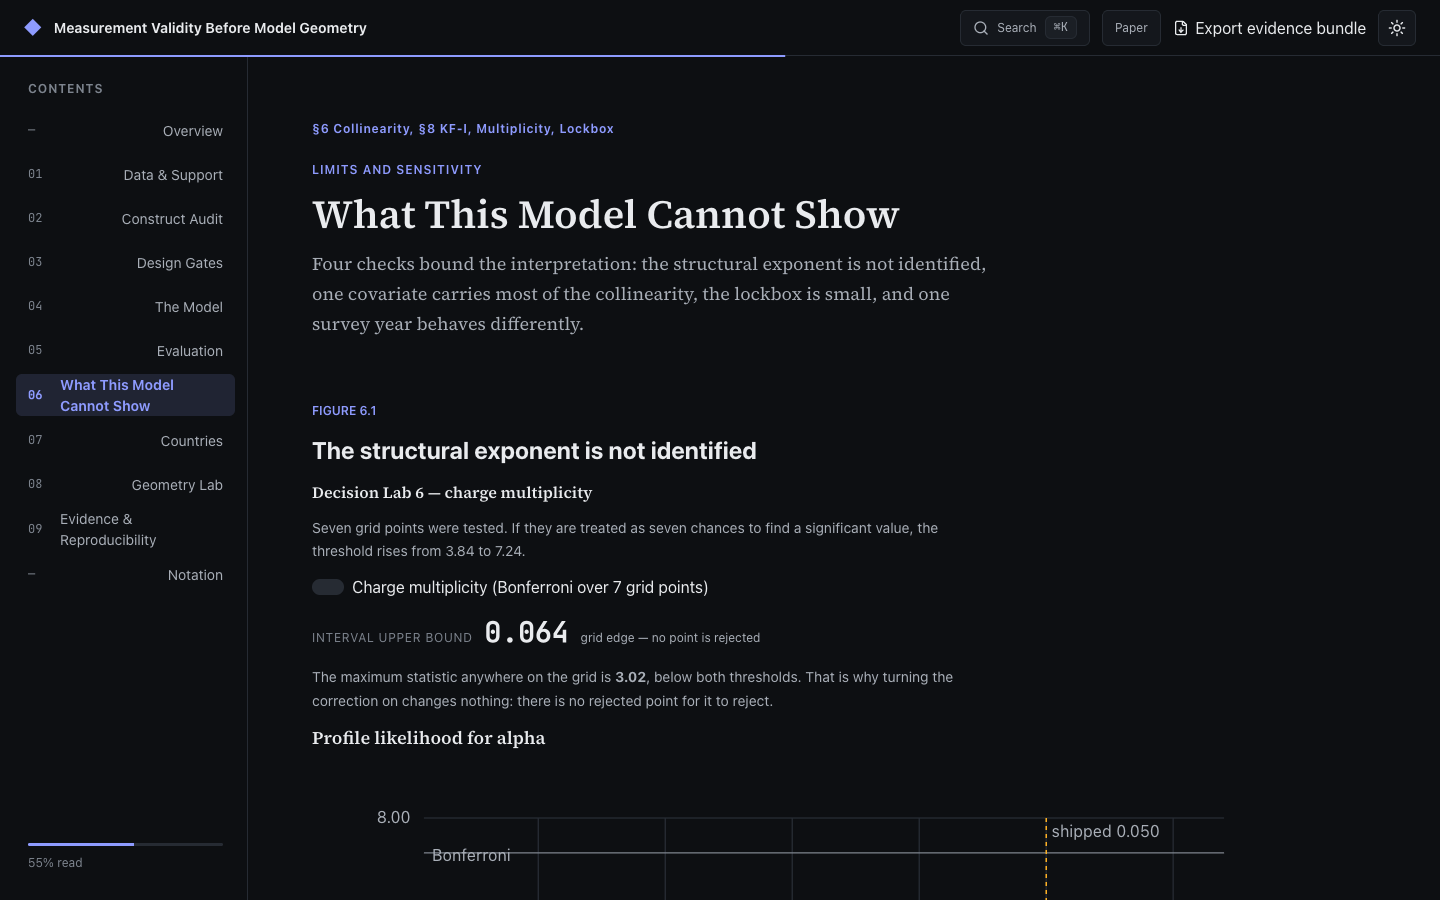 Measurement Validity Before Model Geometry
Search ⌘K
Paper
Export evidence bundle
CONTENTS
— Overview
01 Data & Support
02 Construct Audit
03 Design Gates
04 The Model
05 Evaluation
06 What This Model
Cannot Show
07 Countries
08 Geometry Lab
09 Evidence &
Reproducibility
— Notation
55% read
§6 Collinearity, §8 KF-I, Multiplicity, Lockbox
LIMITS AND SENSITIVITY
What This Model Cannot Show
Four checks bound the interpretation: the structural exponent is not identified,
one covariate carries most of the collinearity, the lockbox is small, and one
survey year behaves differently.
FIGURE 6.1
The structural exponent is not identified
Decision Lab 6 — charge multiplicity
Seven grid points were tested. If they are treated as seven chances to find a significant value, the
threshold rises from 3.84 to 7.24.
Charge multiplicity (Bonferroni over 7 grid points)
INTERVAL UPPER BOUND 0.064 grid edge — no point is rejected
The maximum statistic anywhere on the grid is 3.02, below both thresholds. That is why turning the
correction on changes nothing: there is no rejected point for it to reject.
Profile likelihood for alpha
8.00
shipped 0.050
Bonferroni